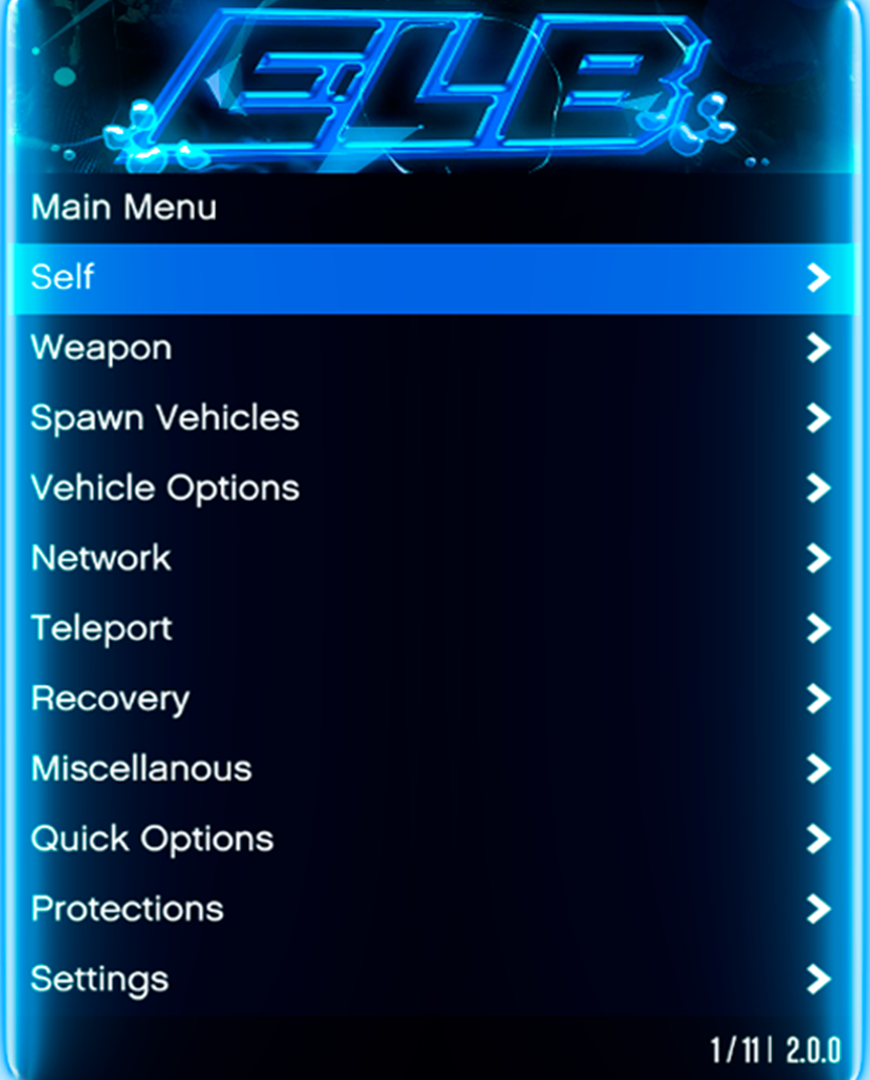 Main Menu
Self
Weapon
Spawn Vehicles
Vehicle Options
Network
Teleport
Recovery
Miscellanous
Quick Options
Protections
Settings
1 / 11 | 2.0.0